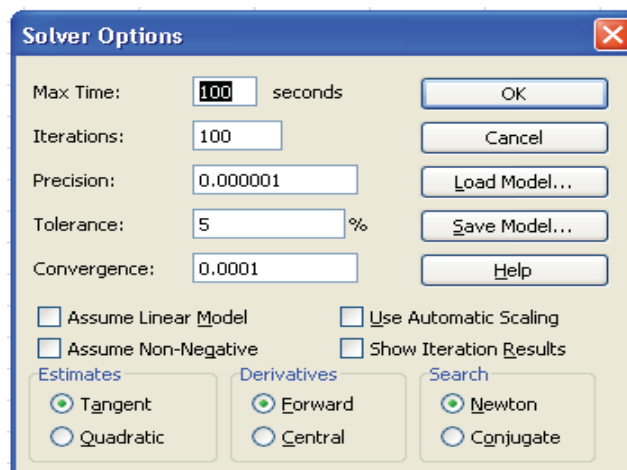 Solver Options
Max Time: 100 seconds OK
Iterations: 100 Cancel
Precision: 0.000001 Load Model...
Tolerance: 5 % Save Model...
Convergence: 0.0001 Help
Assume Linear Model Use Automatic Scaling
Assume Non-Negative Show Iteration Results
Estimates Derivatives Search
Tangent Forward Newton
Quadratic Central Conjugate